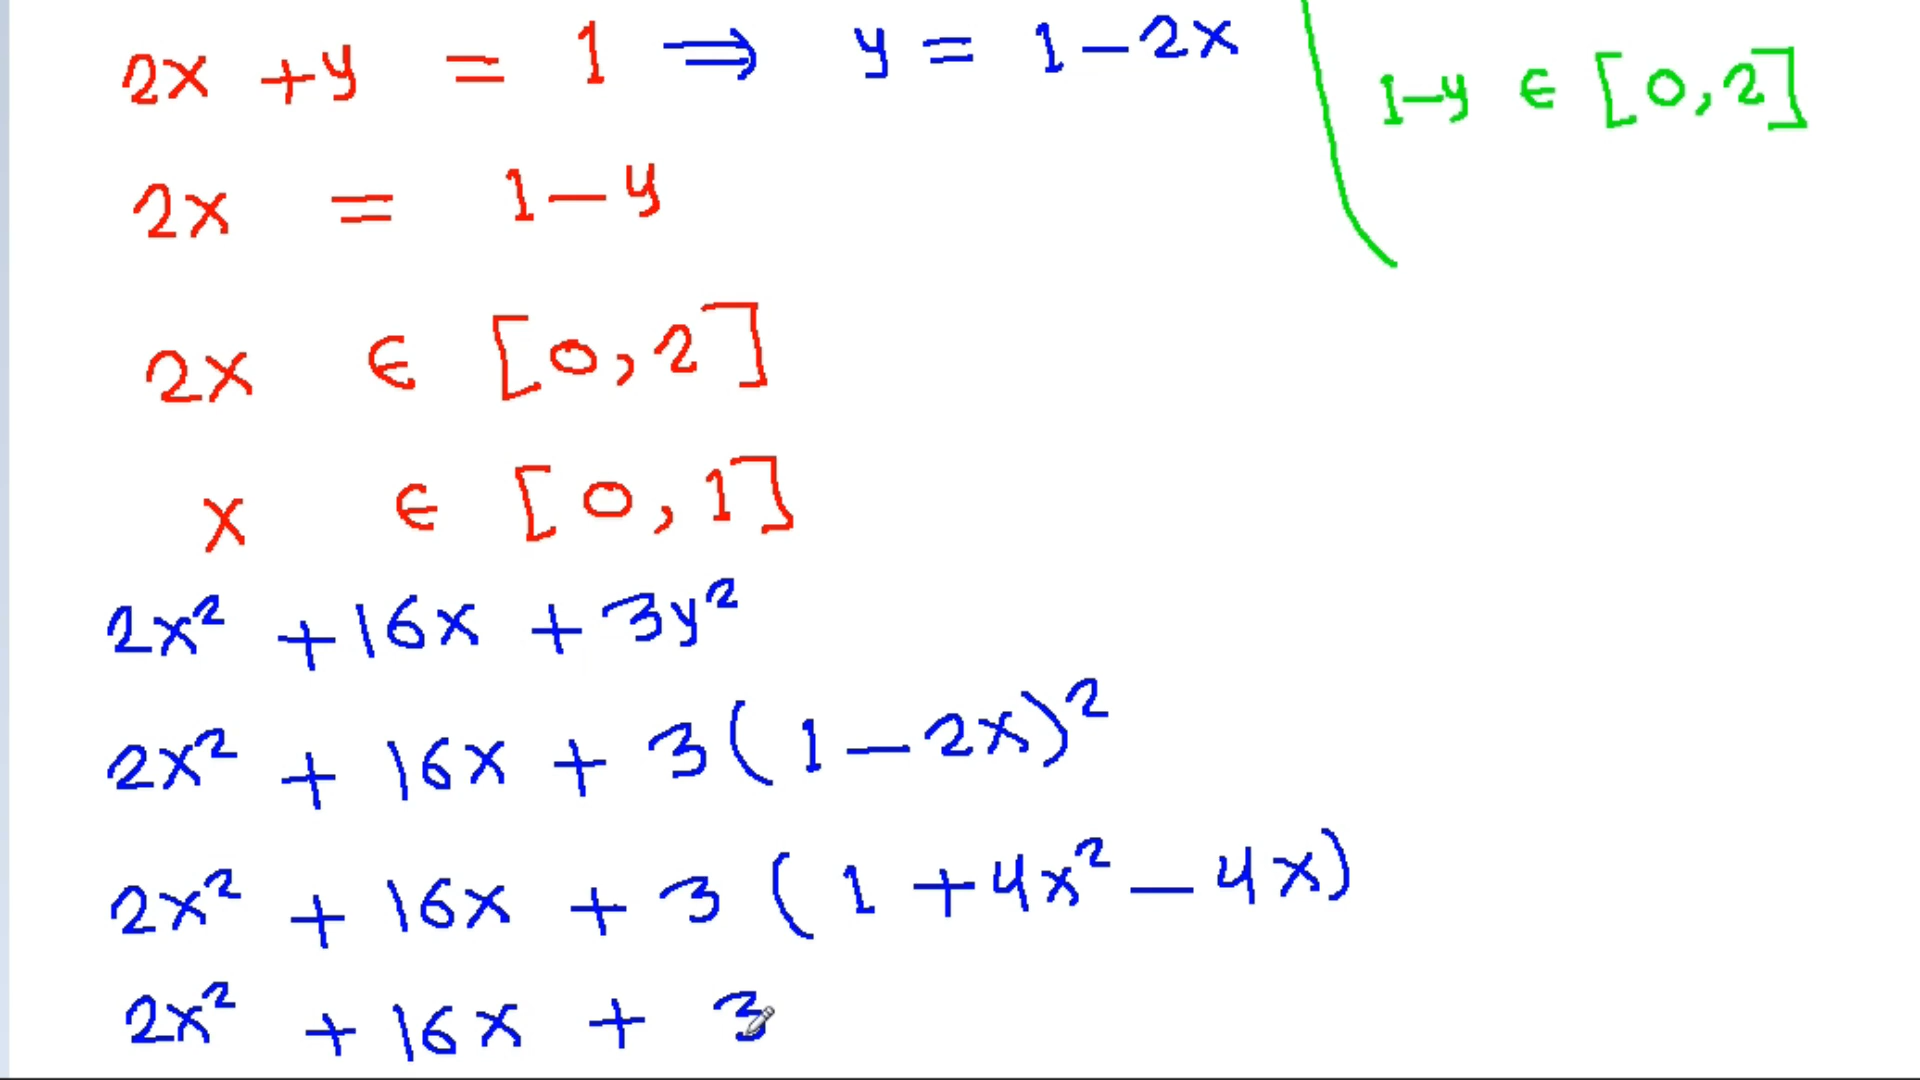 2x + y = 1 ⟹ y = 1 - 2x
1-y ∈ [0,2]
2x = 1 - y
2x ∈ [0,2]
x ∈ [0,1]
2x² + 16x + 3y²
2x² + 16x + 3(1 - 2x)²
2x² + 16x + 3(1 + 4x² - 4x)
2x² + 16x + 3